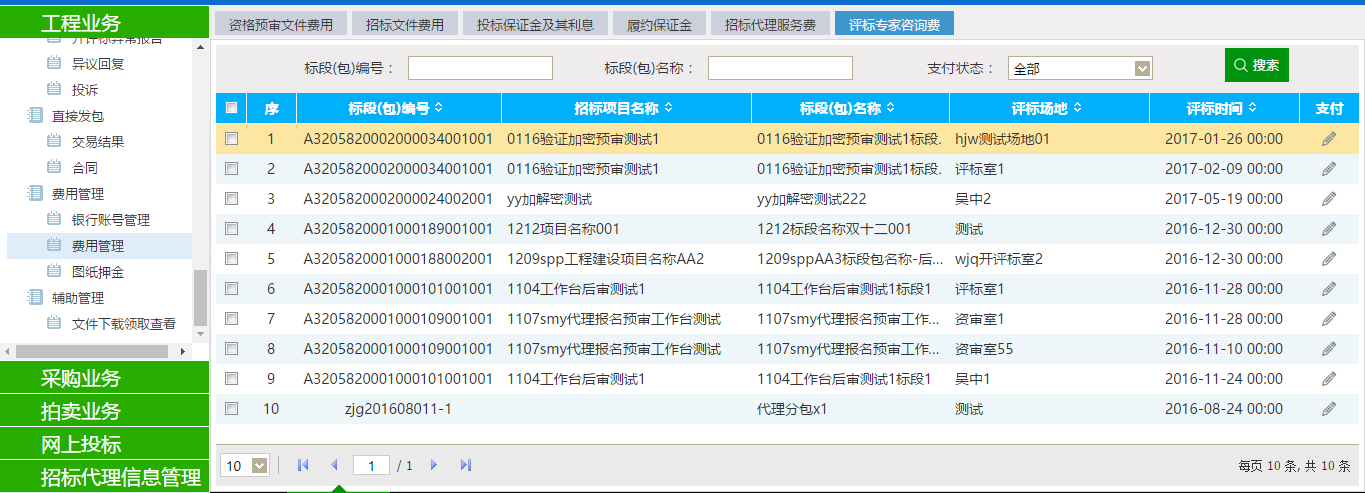 工程业务
开评标异常报告
异议回复
投诉
直接发包
交易结果
合同
费用管理
银行账号管理
费用管理
图纸押金
辅助管理
文件下载领取查看
采购业务
拍卖业务
网上投标
招标代理信息管理
资格预审文件费用 招标文件费用 投标保证金及其利息 履约保证金 招标代理服务费 评标专家咨询费
标段(包)编号： 标段(包)名称： 支付状态： 全部 搜索
序 标段(包)编号 招标项目名称 标段(包)名称 评标场地 评标时间 支付
1 A3205820002000034001001 0116验证加密预审测试1 0116验证加密预审测试1标段. hjw测试场地01 2017-01-26 00:00
2 A3205820002000034001001 0116验证加密预审测试1 0116验证加密预审测试1标段. 评标室1 2017-02-09 00:00
3 A3205820002000024002001 yy加解密测试 yy加解密测试222 吴中2 2017-05-19 00:00
4 A3205820001000189001001 1212项目名称001 1212标段名称双十二001 测试 2016-12-30 00:00
5 A3205820001000188002001 1209spp工程建设项目名称AA2 1209sppAA3标段包名称-后... wjq开评标室2 2016-12-30 00:00
6 A3205820001000101001001 1104工作台后审测试1 1104工作台后审测试1标段1 评标室1 2016-11-28 00:00
7 A3205820001000109001001 1107smy代理报名预审工作台测试 1107smy代理报名预审工作... 资审室1 2016-11-28 00:00
8 A3205820001000109001001 1107smy代理报名预审工作台测试 1107smy代理报名预审工作... 资审室55 2016-11-10 00:00
9 A3205820001000101001001 1104工作台后审测试1 1104工作台后审测试1标段1 吴中1 2016-11-24 00:00
10 zjg201608011-1 代理分包x1 测试 2016-08-24 00:00
10 1 / 1 每页 10 条, 共 10 条